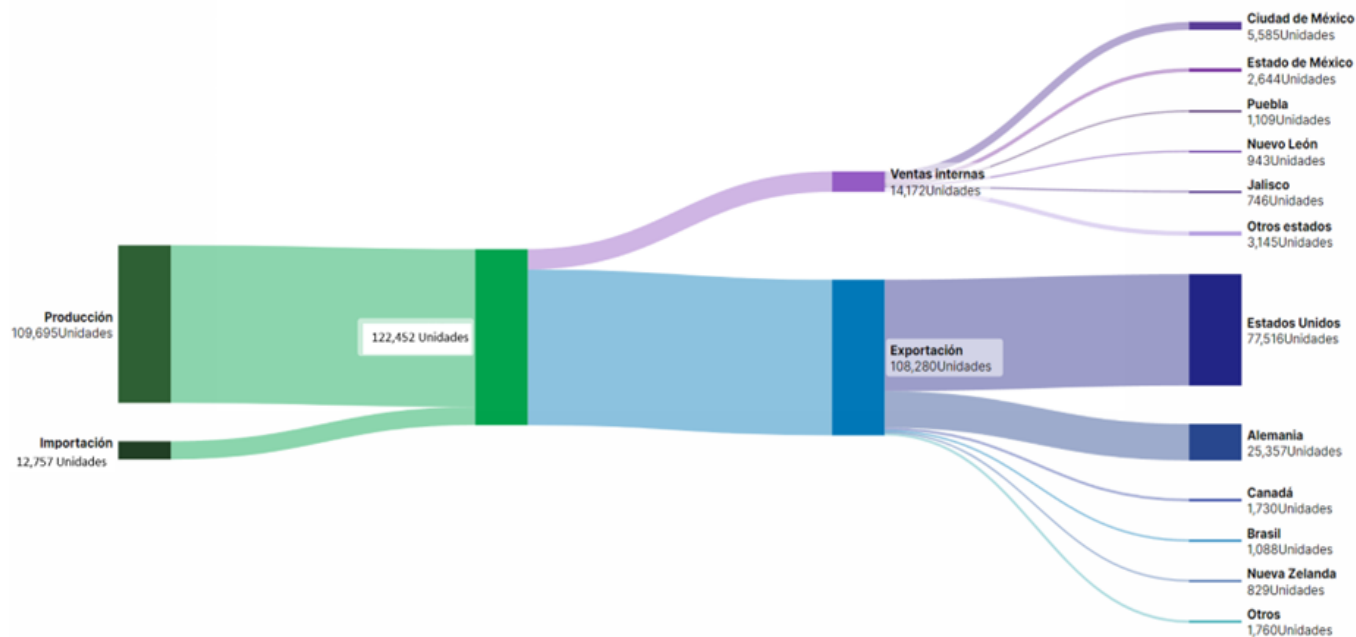 Ciudad de México
5,585Unidades
Estado de México
2,644Unidades
Puebla
1,109Unidades
Nuevo León
943Unidades
Ventas internas
14,172Unidades
Jalisco
746Unidades
Otros estados
3,145Unidades
Producción
109,695Unidades
122,452 Unidades
Estados Unidos
77,516Unidades
Exportación
108,280Unidades
Importación
12,757 Unidades
Alemania
25,357Unidades
Canadá
1,730Unidades
Brasil
1,088Unidades
Nueva Zelanda
829Unidades
Otros
1,760Unidades